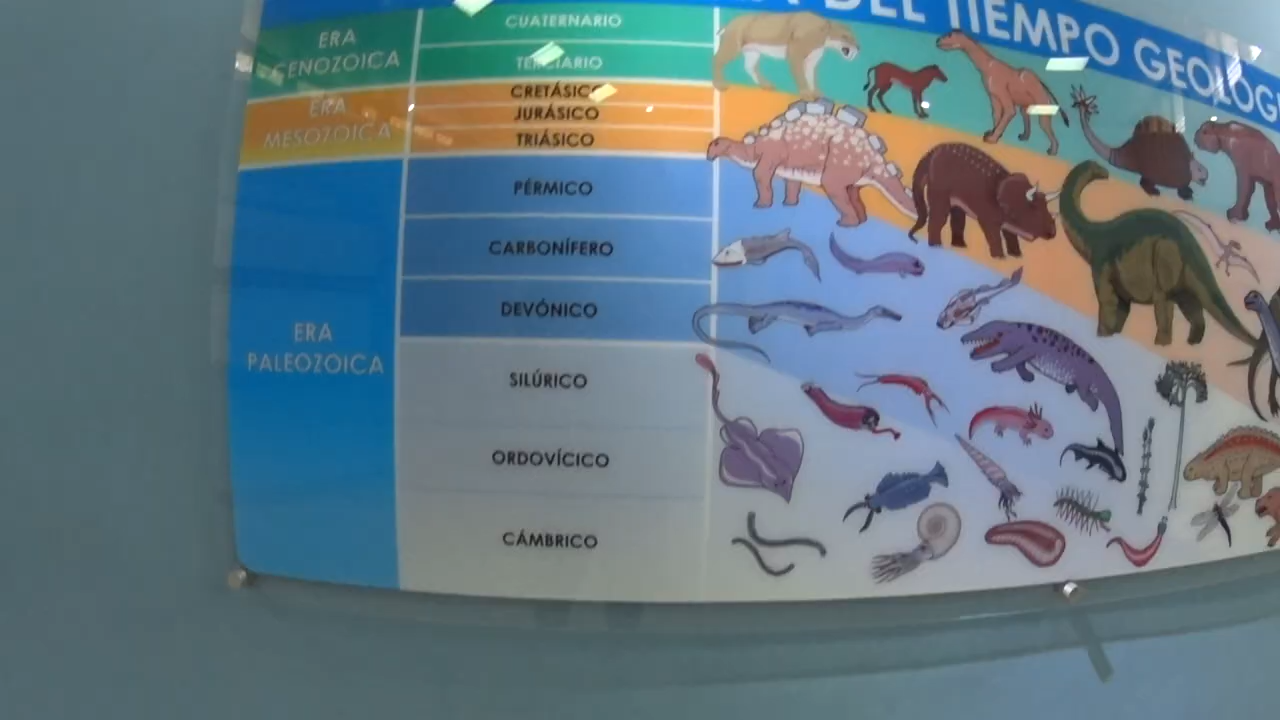 DEL TIEMPO GEOLÓG
ERA
CENOZOICA
CUATERNARIO
TERCIARIO
ERA
MESOZOICA
CRETÁSICO
JURÁSICO
TRIÁSICO
ERA
PALEOZOICA
PÉRMICO
CARBONÍFERO
DEVÓNICO
SILÚRICO
ORDOVÍCICO
CÁMBRICO